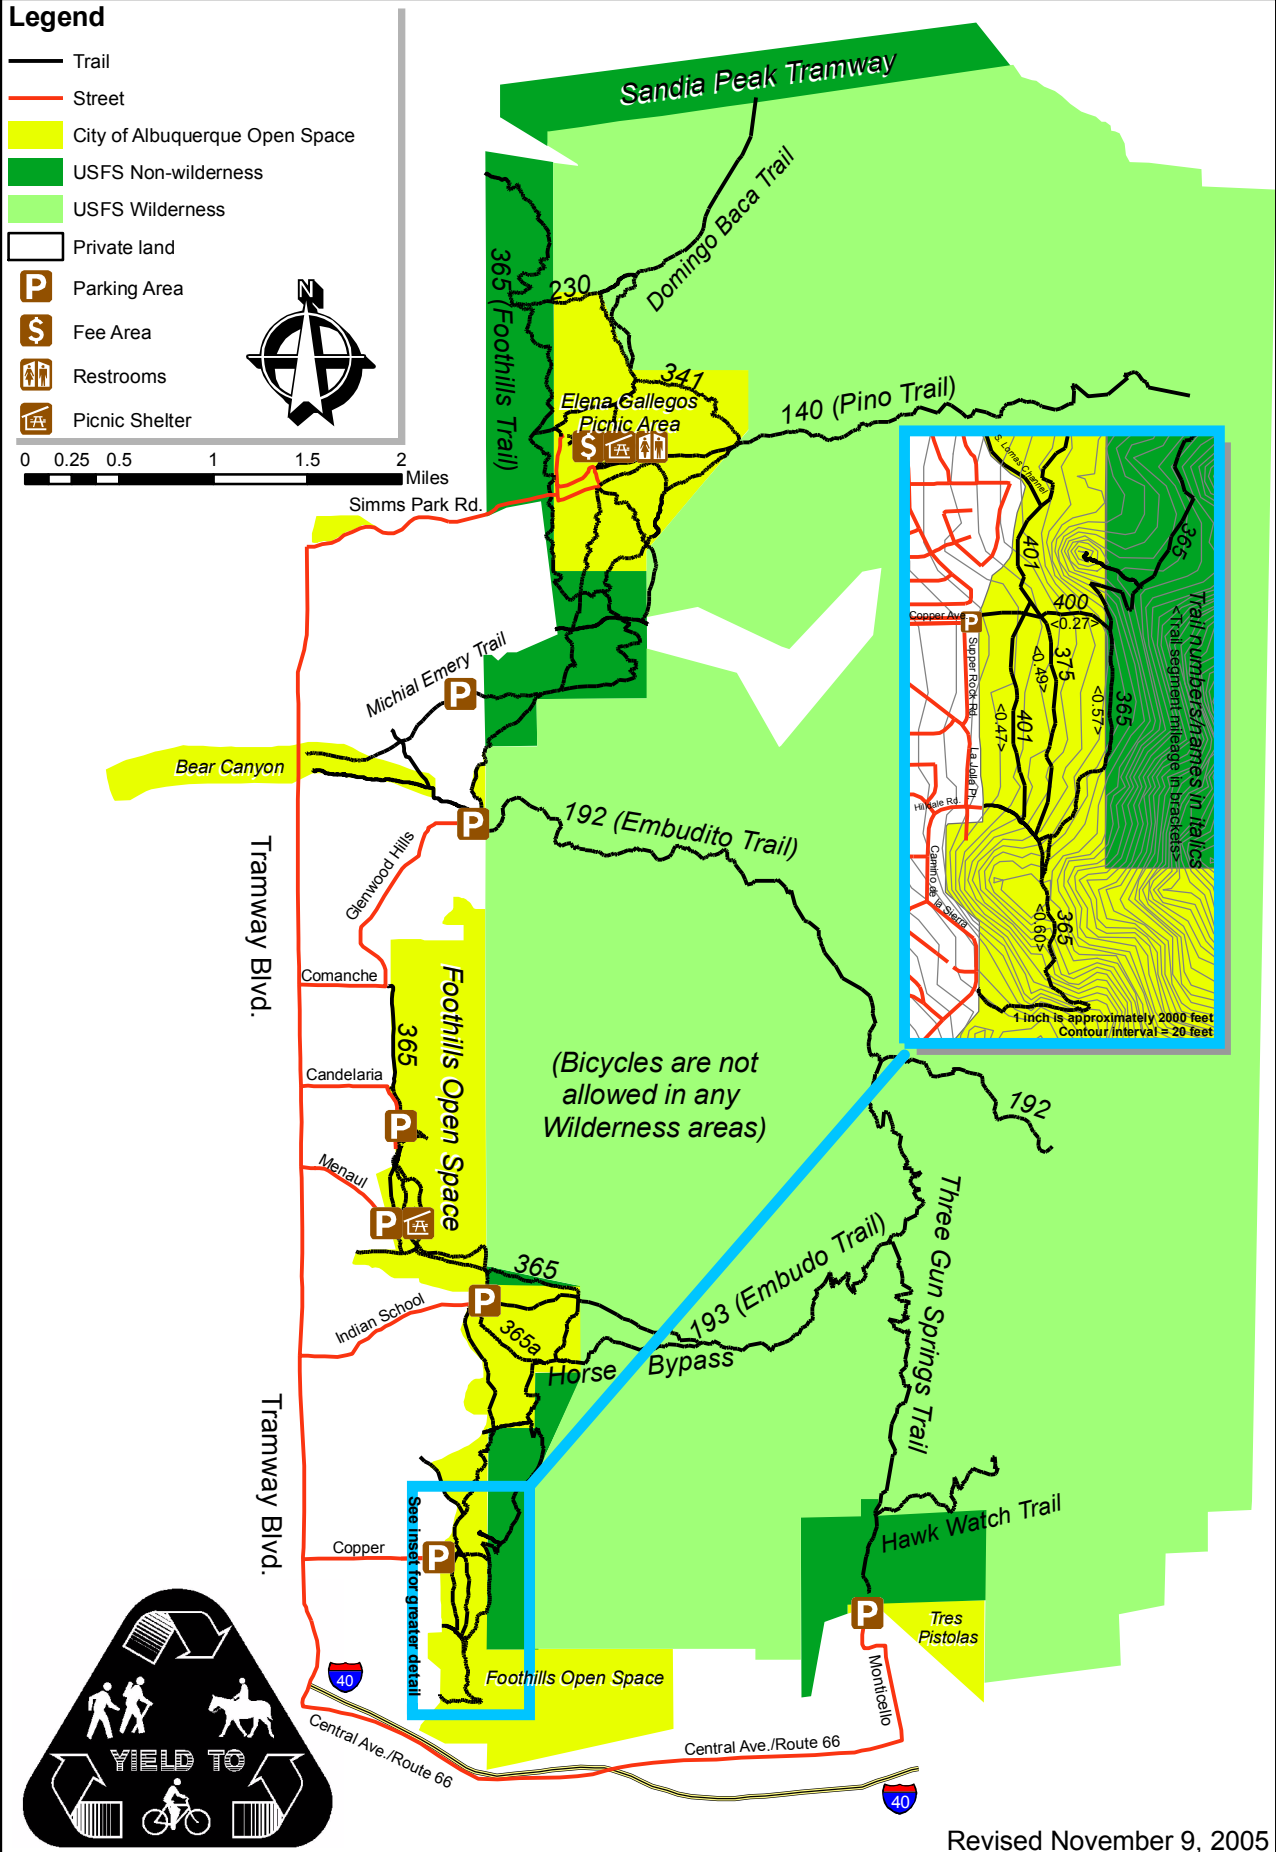 Legend
Trail
Street
City of Albuquerque Open Space
USFS Non-wilderness
USFS Wilderness
Private land
P
Parking Area
$
Fee Area
Restrooms
Picnic Shelter
N
0 0.25 0.5 1 1.5 2
Miles
Sandia Peak Tramway
Domingo Baca Trail
365 (Foothills Trail)
230
341
Elena Gallegos
Picnic Area
$
140 (Pino Trail)
Simms Park Rd.
Michial Emery Trail
P
Bear Canyon
P
192 (Embudito Trail)
Glenwood Hills
Tramway Blvd.
Comanche
Foothills Open Space
365
Candelaria
P
Menaul
P
(Bicycles are not
allowed in any
Wilderness areas)
192
Three Gun Springs Trail
365
193 (Embudo Trail)
P
Indian School
365a
Horse Bypass
Tramway Blvd.
Hawk Watch Trail
See inset for greater detail
Copper
P
P
Tres
Pistolas
Foothills Open Space
Monticello
40
Central Ave./Route 66
Central Ave./Route 66
40
YIELD TO
S. Lomas Channel
401
365
Trail numbers/names in italics
<Trail segment mileage in brackets>
400
<0.27>
Copper Ave
P
Supper Rock Rd.
375
<0.49>
401
<0.47>
365
<0.57>
La Jolla Pl.
Hilldale Rd.
Camino de la Sierra
365
<0.60>
1 inch is approximately 2000 feet
Contour interval = 20 feet
Revised November 9, 2005